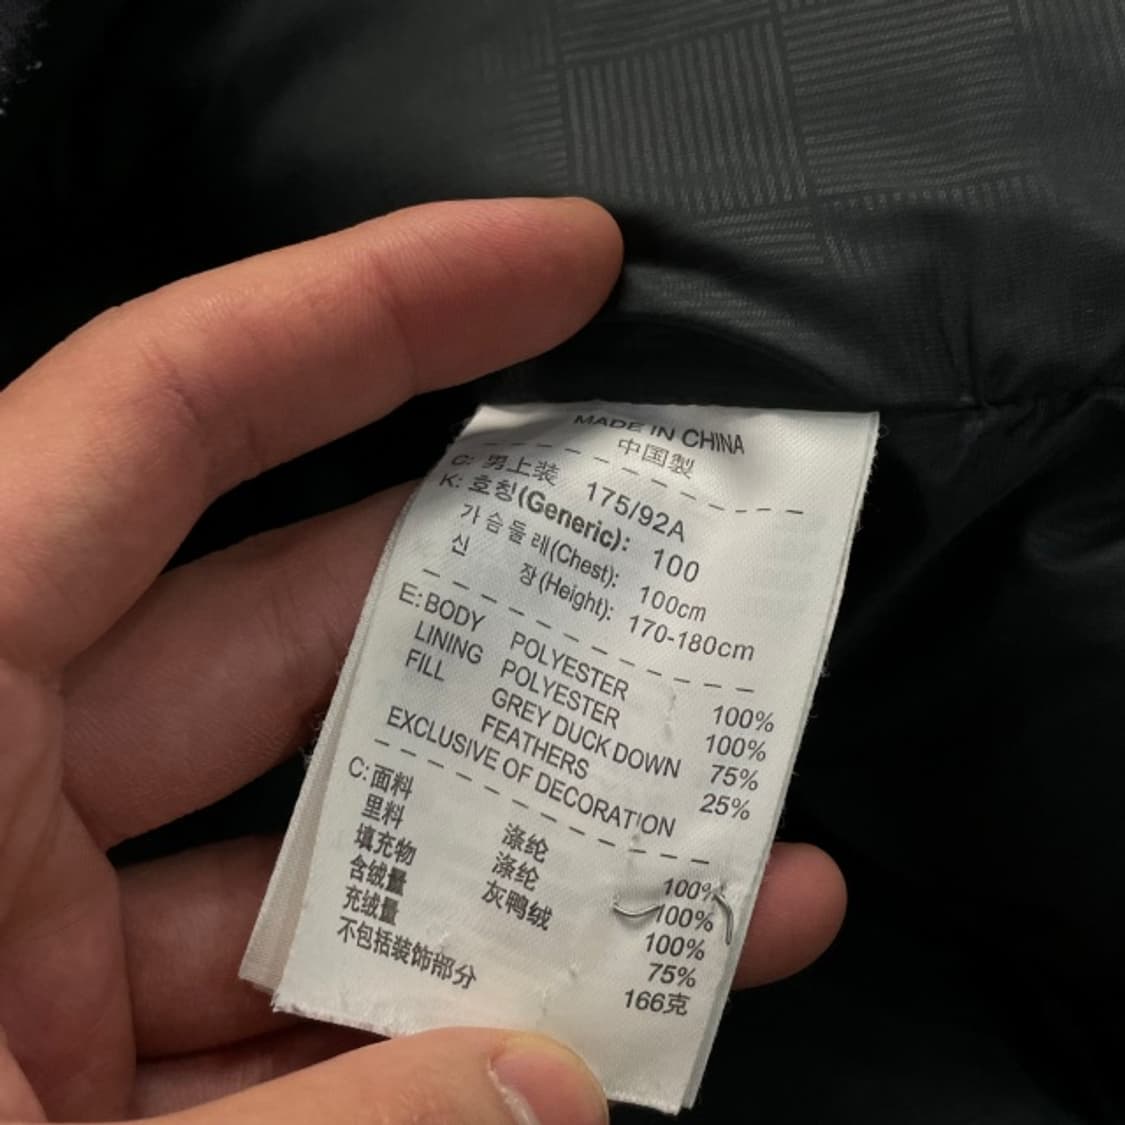 MADE IN CHINA
中国製
C: 男上装 175/92A
K: 호칭(Generic): 100
가슴둘레(Chest): 100cm
신 장(Height): 170-180cm
E: BODY POLYESTER 100%
LINING POLYESTER 100%
FILL GREY DUCK DOWN 75%
FEATHERS 25%
EXCLUSIVE OF DECORATION
C: 面料 涤纶 100%
里料 涤纶 100%
填充物 灰鸭绒 100%
含绒量 75%
充绒量 166克
不包括装饰部分